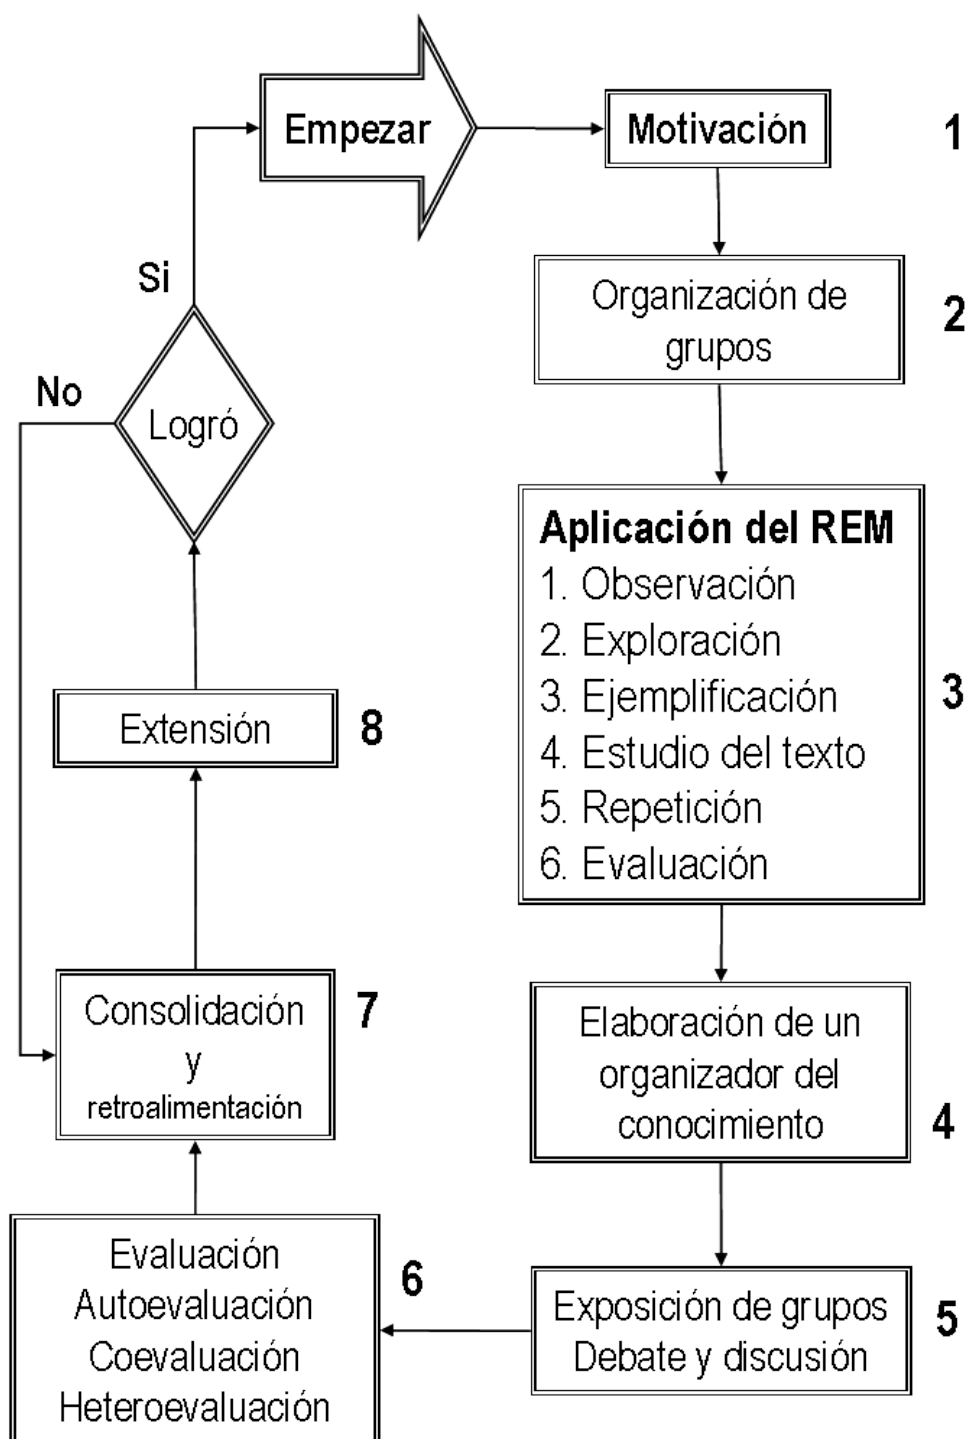 Empezar
Motivación
1
Organización de
grupos
2
Aplicación del REM
1. Observación
2. Exploración
3. Ejemplificación
4. Estudio del texto
5. Repetición
6. Evaluación
3
Elaboración de un
organizador del
conocimiento
4
Exposición de grupos
Debate y discusión
5
Evaluación
Autoevaluación
Coevaluación
Heteroevaluación
6
Consolidación
y
retroalimentación
7
Extensión
8
Logró
No
Si